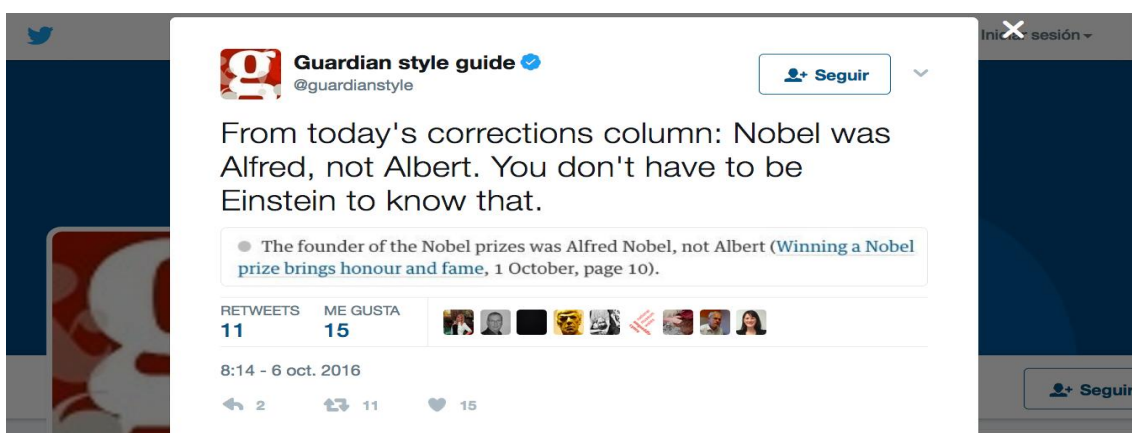 Iniciar sesión
Guardian style guide
@guardianstyle
Seguir
From today's corrections column: Nobel was
Alfred, not Albert. You don't have to be
Einstein to know that.
The founder of the Nobel prizes was Alfred Nobel, not Albert (Winning a Nobel
prize brings honour and fame, 1 October, page 10).
RETWEETS ME GUSTA
11 15
8:14 - 6 oct. 2016
2 11 15
Seguir